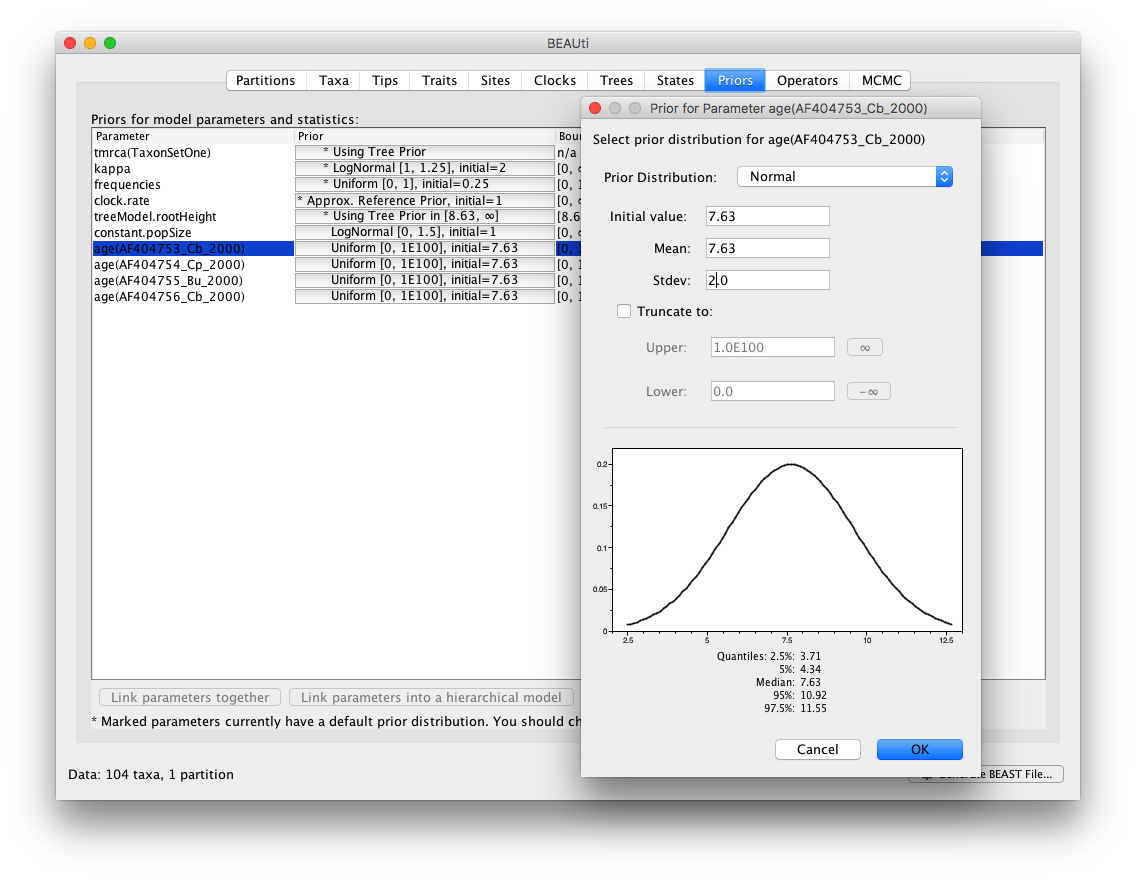 BEAUti
Partitions Taxa Tips Traits Sites Clocks Trees States Priors Operators MCMC
Priors for model parameters and statistics:
Parameter Prior
tmrca(TaxonSetOne) * Using Tree Prior n/a
kappa * LogNormal [1, 1.25], initial=2 [0,
frequencies * Uniform [0, 1], initial=0.25 [0, 1
clock.rate * Approx. Reference Prior, initial=1 [0,
treeModel.rootHeight * Using Tree Prior in [8.63, ∞] [8.6
constant.popSize LogNormal [0, 1.5], initial=1 [0,
age(AF404753_Cb_2000) Uniform [0, 1E100], initial=7.63 [0,
age(AF404754_Cp_2000) Uniform [0, 1E100], initial=7.63 [0, 1
age(AF404755_Bu_2000) Uniform [0, 1E100], initial=7.63 [0, 1
age(AF404756_Cb_2000) Uniform [0, 1E100], initial=7.63 [0, 1
Link parameters together Link parameters into a hierarchical model
* Marked parameters currently have a default prior distribution. You should ch
Data: 104 taxa, 1 partition
BEAST File...
Prior for Parameter age(AF404753_Cb_2000)
Select prior distribution for age(AF404753_Cb_2000)
Prior Distribution: Normal
Initial value: 7.63
Mean: 7.63
Stdev: 2.0
Truncate to:
Upper: 1.0E100 ∞
Lower: 0.0 -∞
0.2
0.15
0.1
0.05
0
2.5 5 7.5 10 12.5
Quantiles: 2.5%: 3.71
5%: 4.34
Median: 7.63
95%: 10.92
97.5%: 11.55
Cancel OK